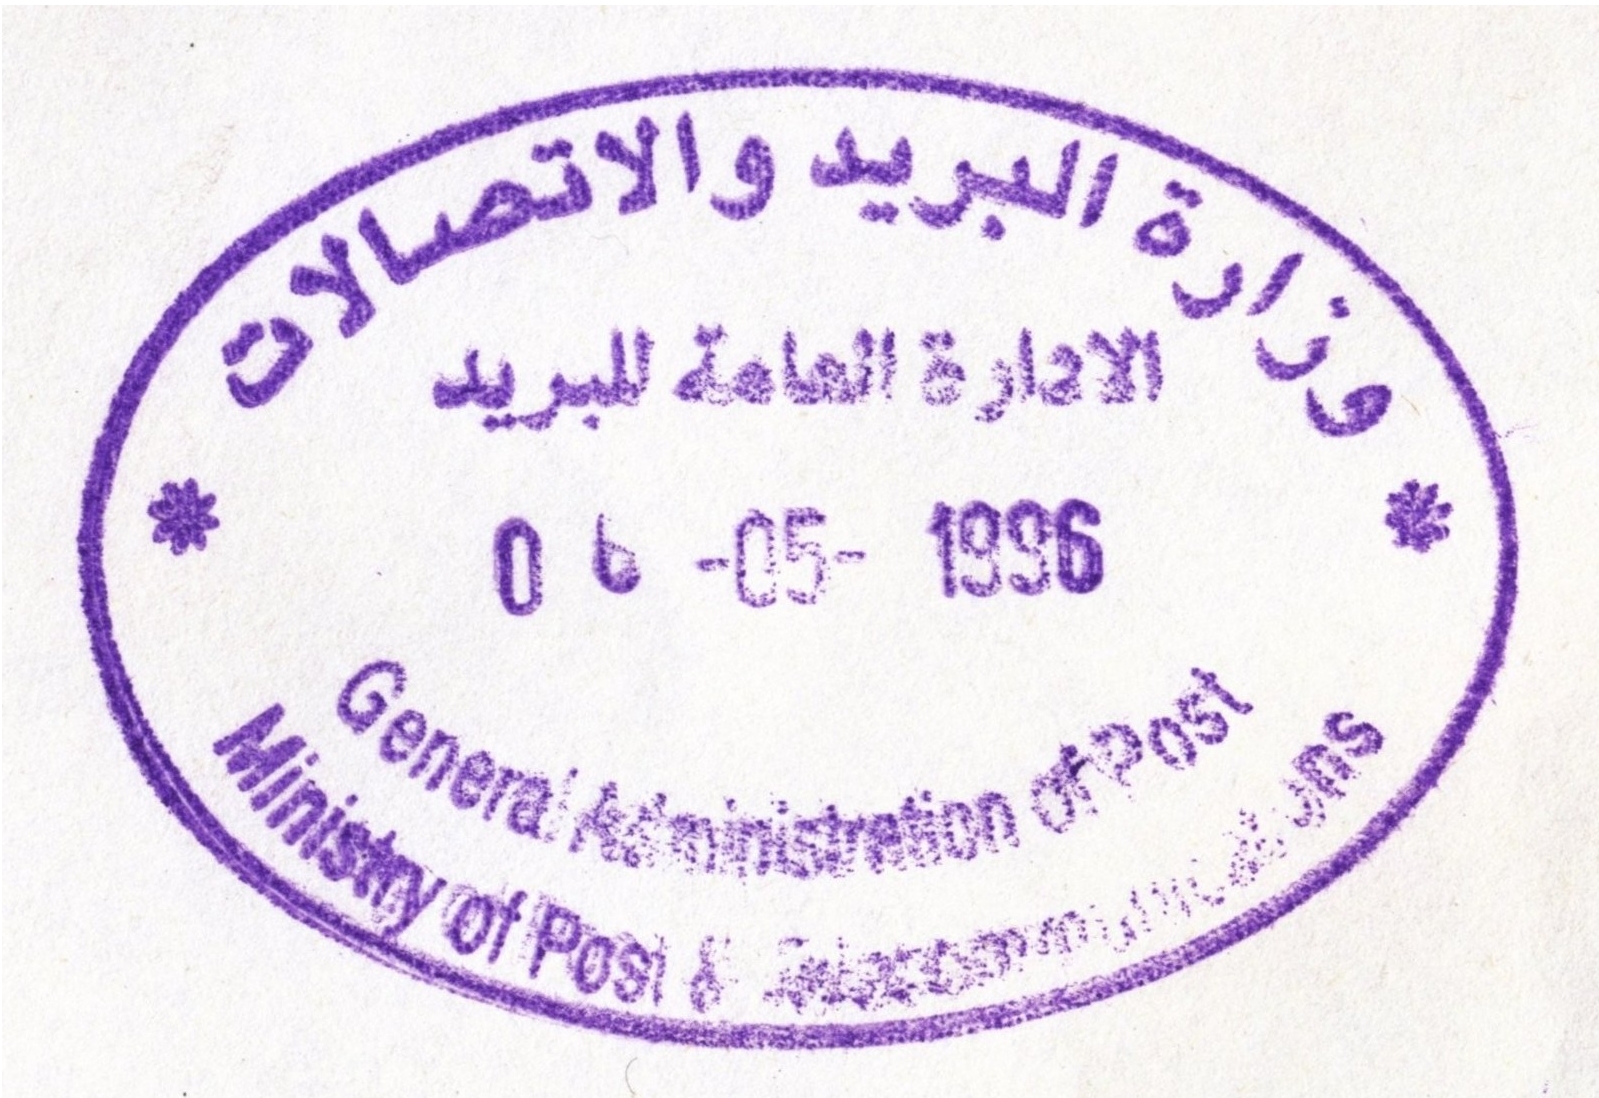 وزارة البريد والاتصالات
الادارة العامة للبريد
0 6 -05- 1996
General Administration of Post
Ministry of Post &